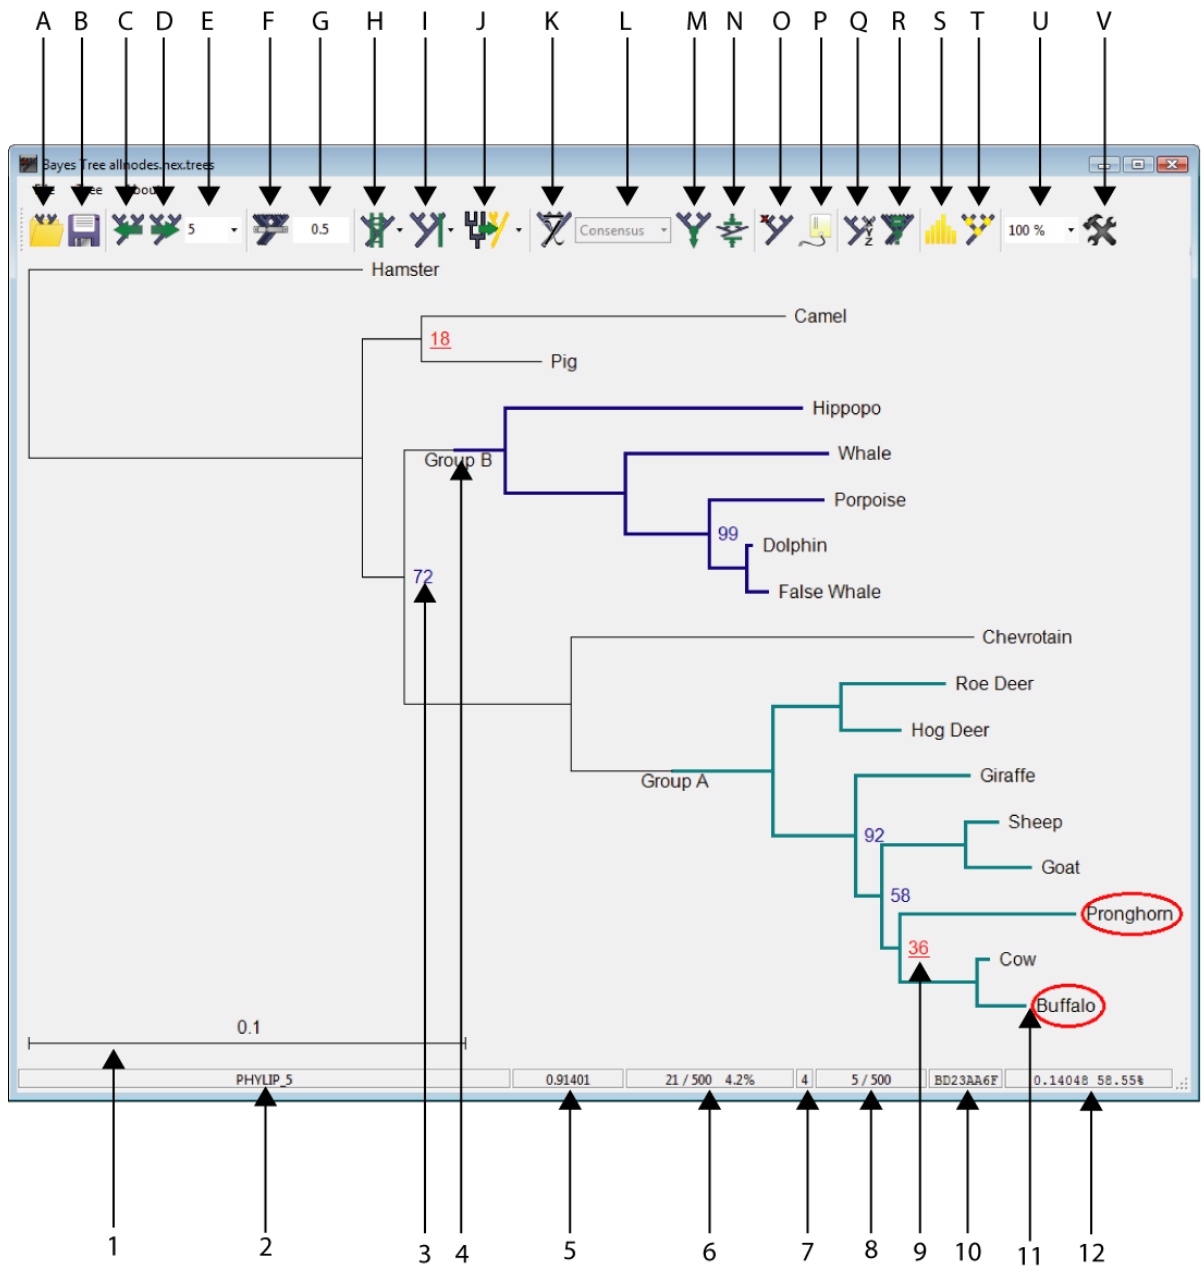 A B C D E F G H I J K L M N O P Q R S T U V
Bayes Tree allnodes.nex.trees
Tree
5 0.5 Consensus XYZ 100 %
Hamster
Camel
18
Pig
Hippopo
Group B
Whale
Porpoise
99
Dolphin
72
False Whale
Chevrotain
Roe Deer
Hog Deer
Giraffe
Group A
Sheep
92
Goat
58
Pronghorn
36
Cow
Buffalo
0.1
PHYLIP_5 0.91401 21 / 500 4.2% 4 5 / 500 BD23AA6F 0.14048 58.55%
1 2 3 4 5 6 7 8 9 10 11 12